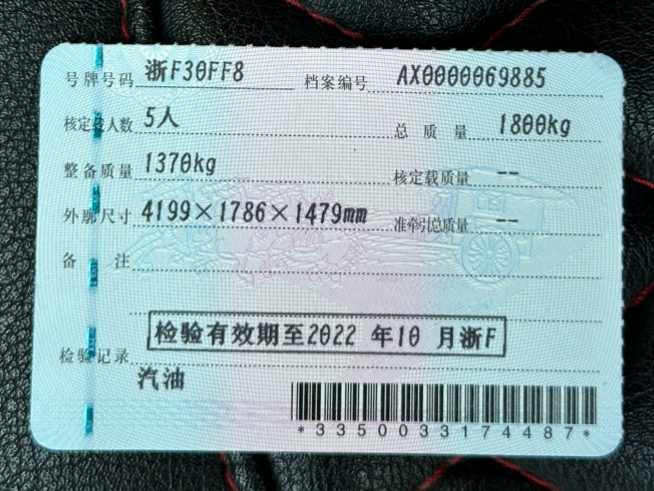 号牌号码 浙F30FF8 档案编号 AX0000069885
核定载人数 5人 总质量 1800kg
整备质量 1370kg 核定载质量 --
外廓尺寸 4199×1786×1479mm 准牵引总质量 --
备注
检验有效期至2022 年10 月浙F
检验记录
汽油
*3350033174487*